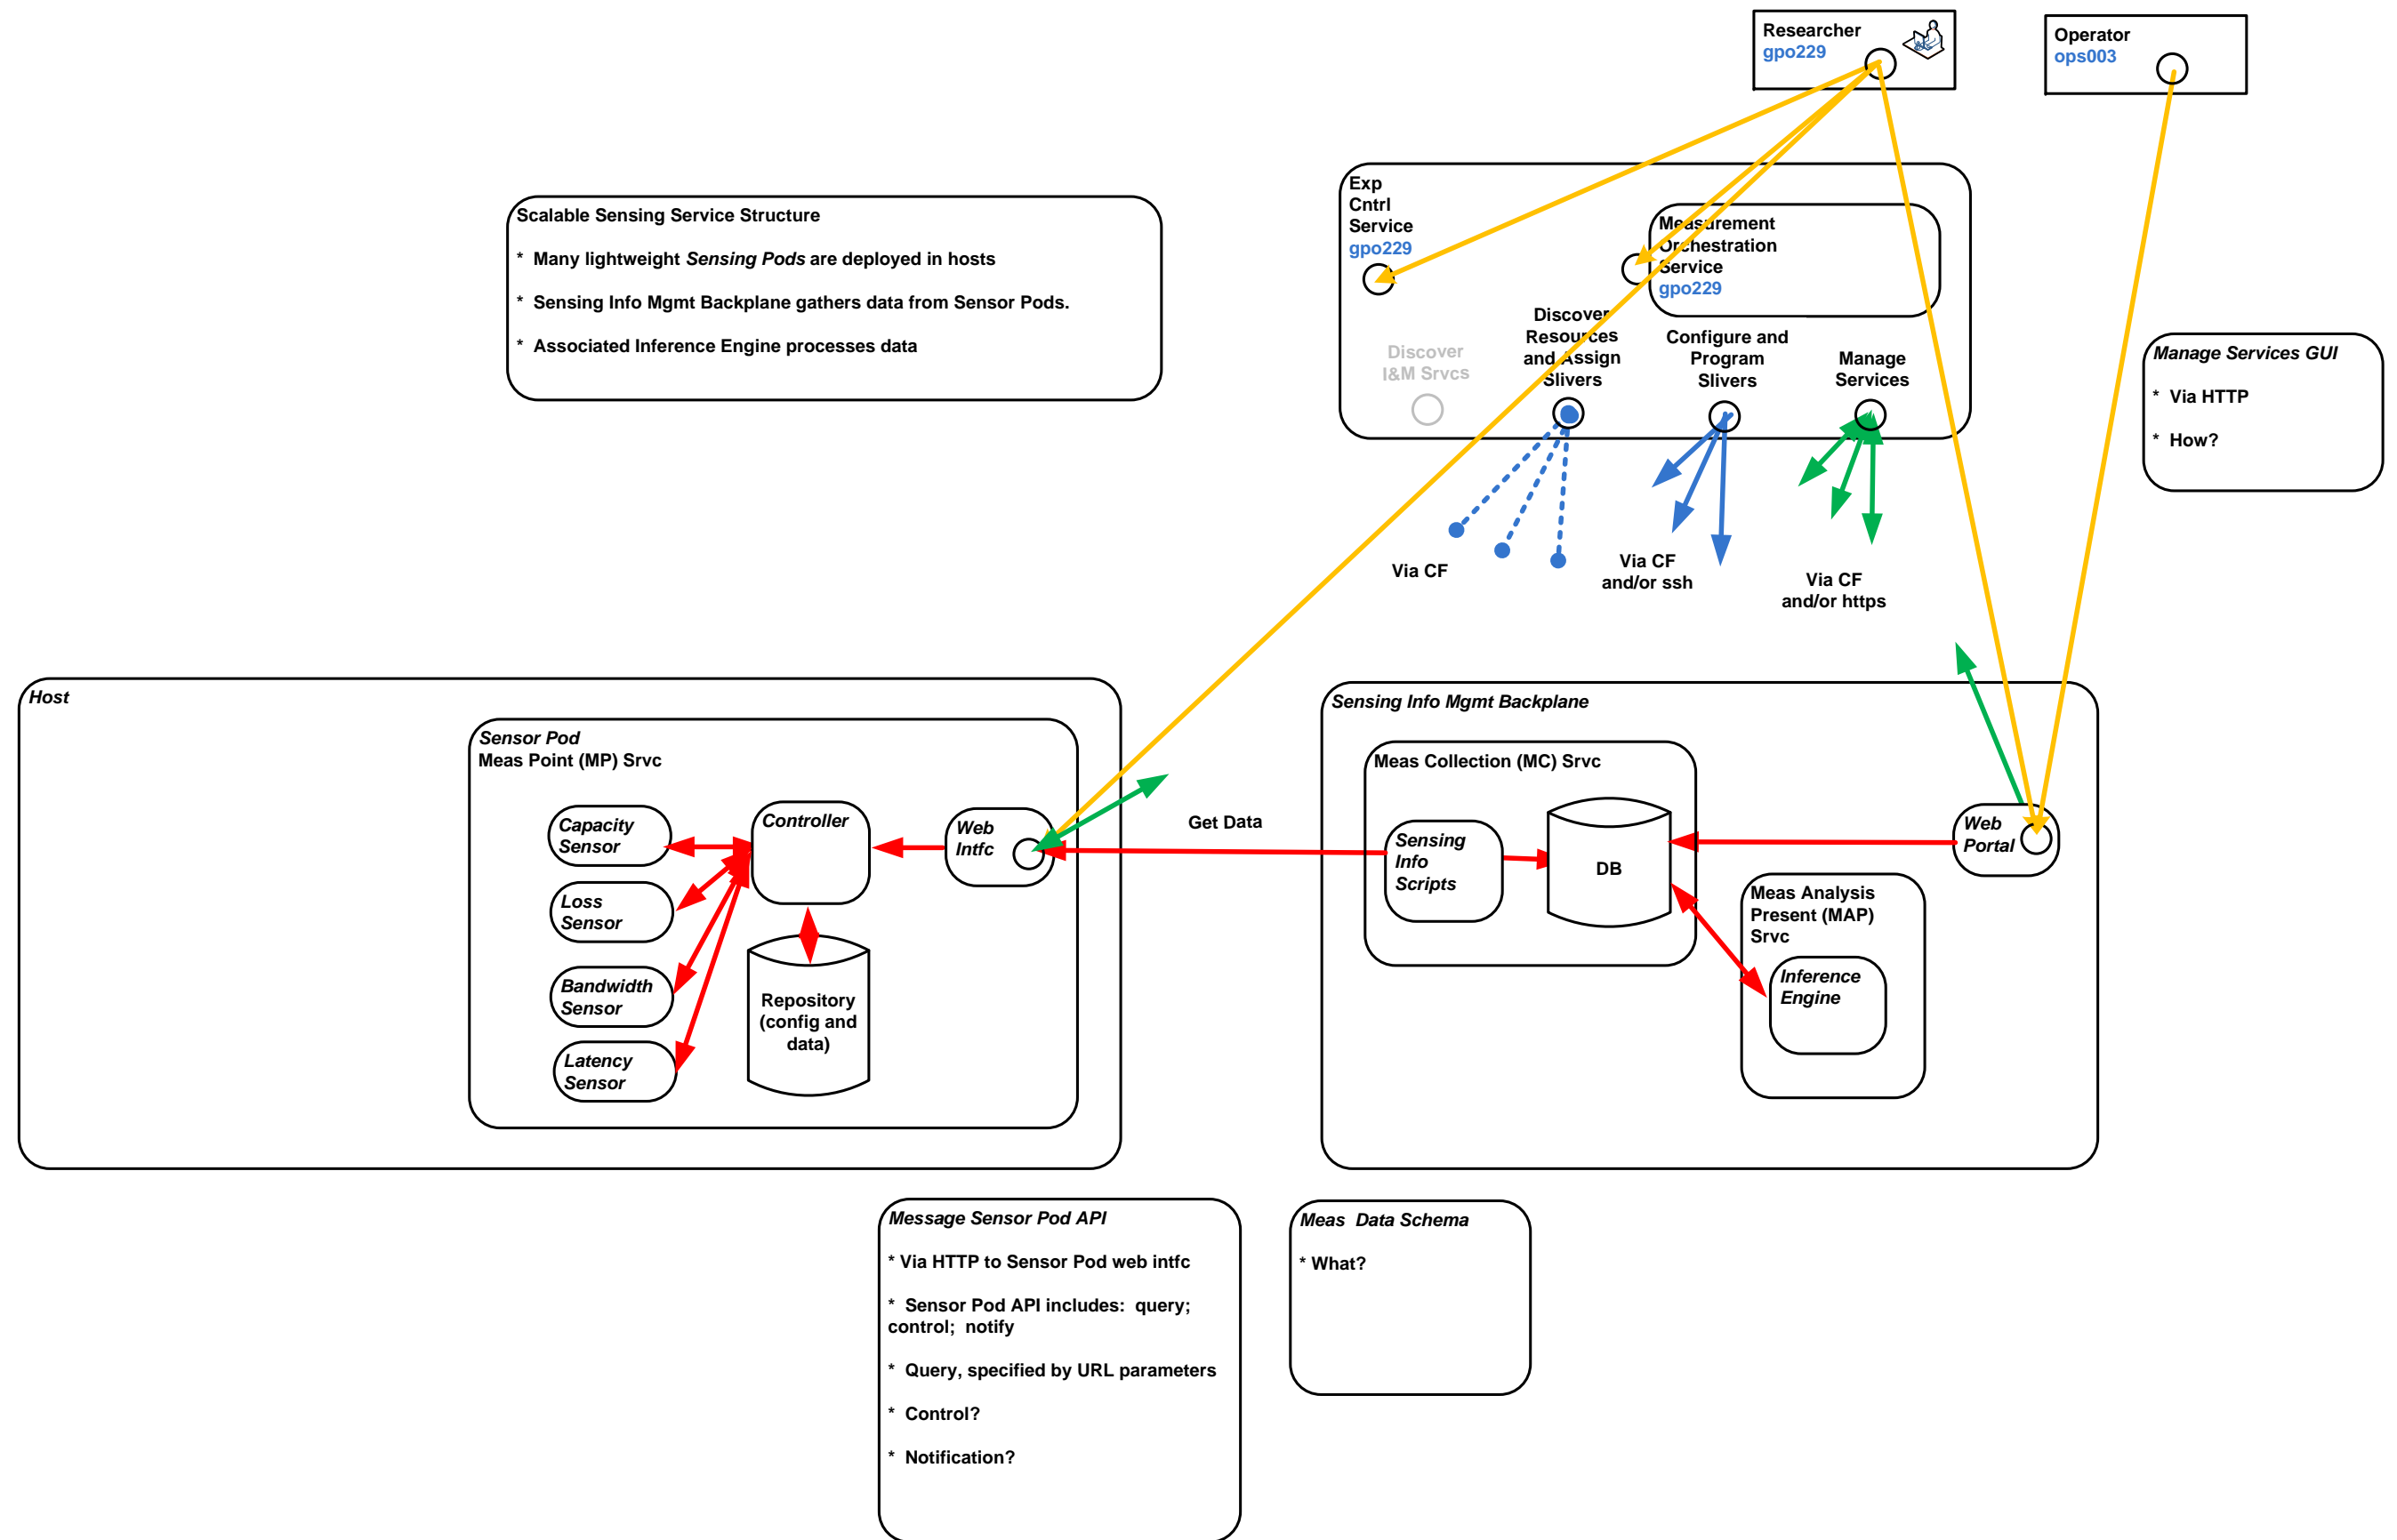 Researcher
gpo229
Operator
ops003
Scalable Sensing Service Structure
* Many lightweight Sensing Pods are deployed in hosts
* Sensing Info Mgmt Backplane gathers data from Sensor Pods.
* Associated Inference Engine processes data
Exp
Cntrl
Service
gpo229
Measurement
Orchestration
Service
gpo229
Discover
I&M Srvcs
Discover
Resources
and Assign
Slivers
Configure and
Program
Slivers
Manage
Services
Manage Services GUI
* Via HTTP
* How?
Via CF
Via CF
and/or ssh
Via CF
and/or https
Host
Sensor Pod
Meas Point (MP) Srvc
Capacity
Sensor
Loss
Sensor
Bandwidth
Sensor
Latency
Sensor
Controller
Repository
(config and
data)
Web
Intfc
Get Data
Sensing Info Mgmt Backplane
Meas Collection (MC) Srvc
Sensing
Info
Scripts
DB
Web
Portal
Meas Analysis
Present (MAP)
Srvc
Inference
Engine
Message Sensor Pod API
* Via HTTP to Sensor Pod web intfc
* Sensor Pod API includes: query;
control; notify
* Query, specified by URL parameters
* Control?
* Notification?
Meas Data Schema
* What?